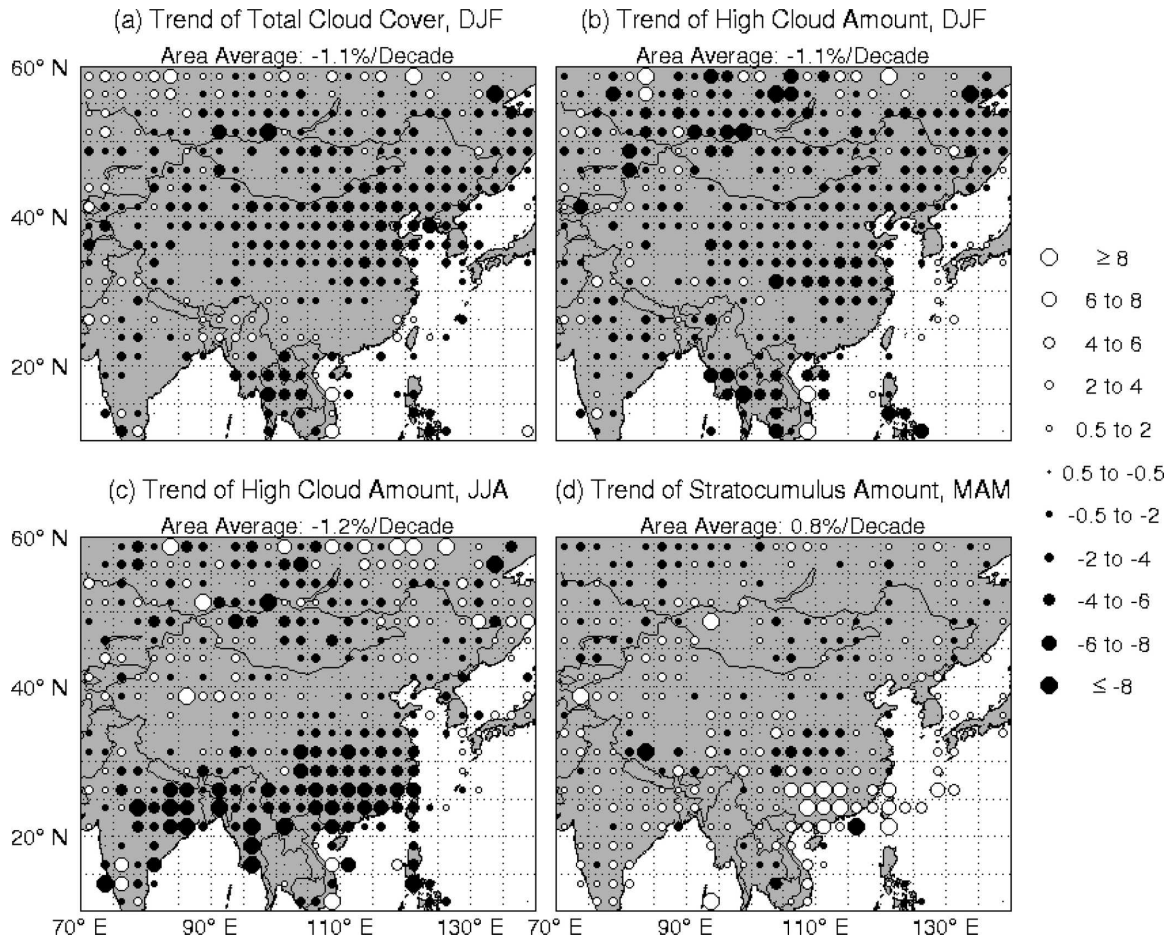 (a) Trend of Total Cloud Cover, DJF
Area Average: -1.1%/Decade
(b) Trend of High Cloud Amount, DJF
Area Average: -1.1%/Decade
60° N
40° N
20° N
≥ 8
6 to 8
4 to 6
2 to 4
0.5 to 2
0.5 to -0.5
-0.5 to -2
-2 to -4
-4 to -6
-6 to -8
≤ -8
(c) Trend of High Cloud Amount, JJA
Area Average: -1.2%/Decade
(d) Trend of Stratocumulus Amount, MAM
Area Average: 0.8%/Decade
60° N
40° N
20° N
70° E 90° E 110° E 130° E 70° E 90° E 110° E 130° E